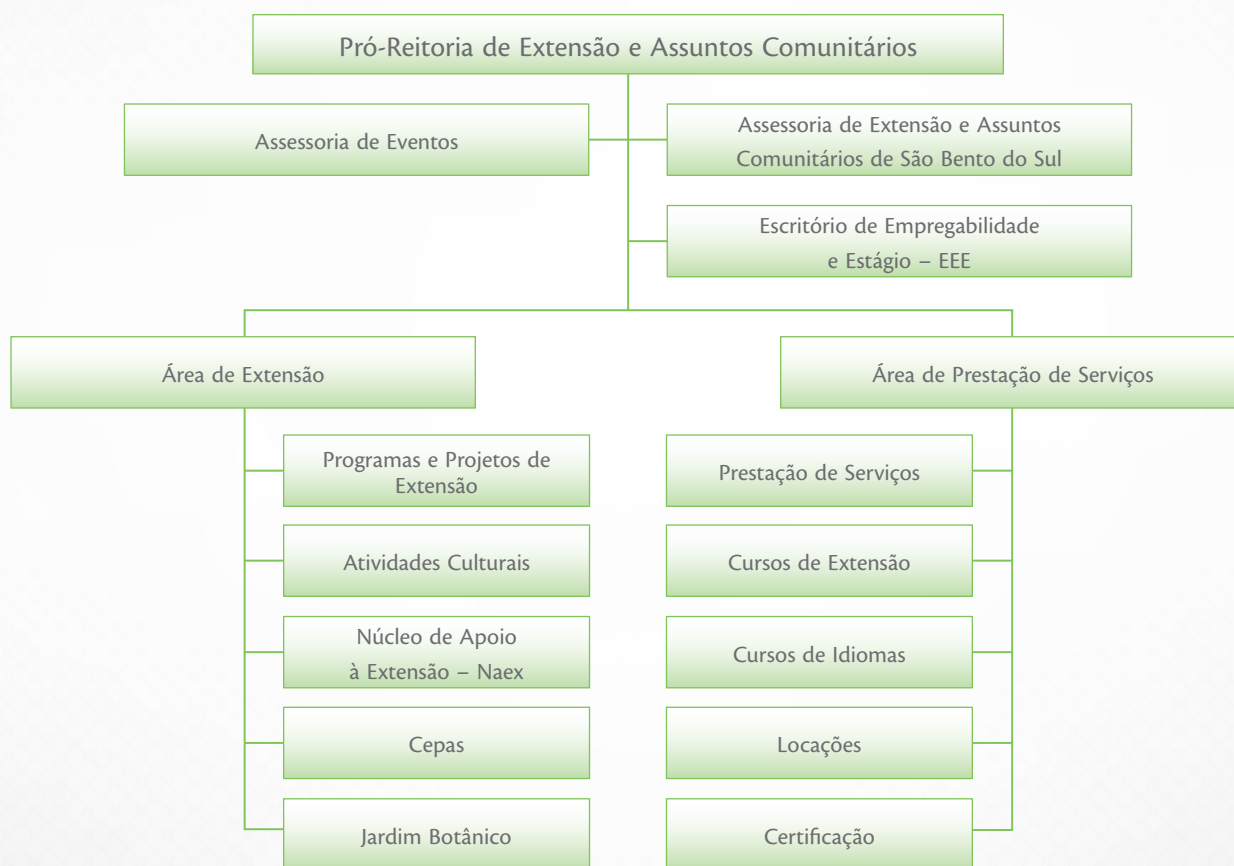 Pró-Reitoria de Extensão e Assuntos Comunitários
Assessoria de Eventos
Assessoria de Extensão e Assuntos
Comunitários de São Bento do Sul
Escritório de Empregabilidade
e Estágio – EEE
Área de Extensão
Área de Prestação de Serviços
Programas e Projetos de
Extensão
Prestação de Serviços
Atividades Culturais
Cursos de Extensão
Núcleo de Apoio
à Extensão – Naex
Cursos de Idiomas
Cepas
Locações
Jardim Botânico
Certificação